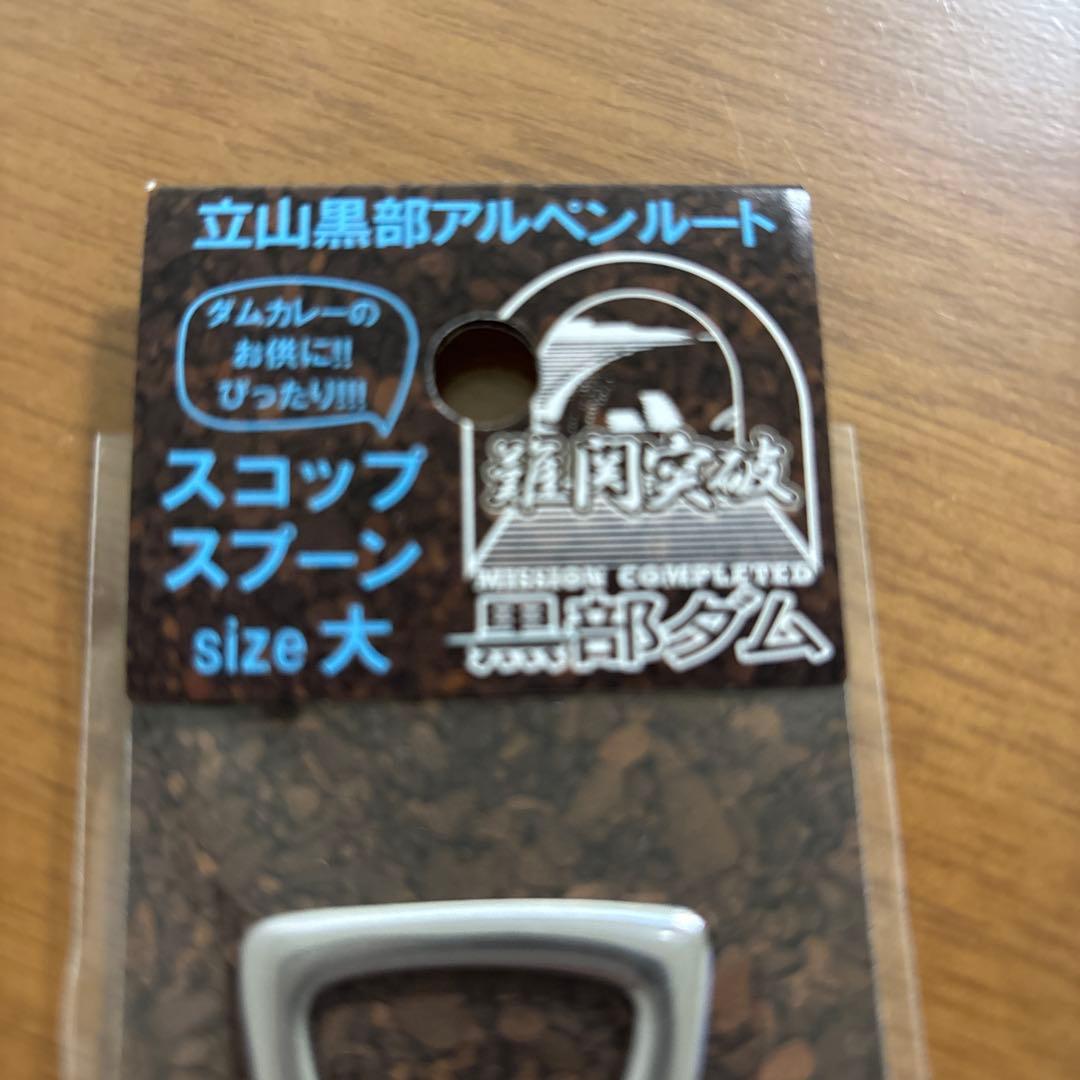 立山黒部アルペンルート
ダムカレーの
お供に!!
ぴったり!!!
スコップ
スプーン
size 大
難関突破
MISSION COMPLETED
黒部ダム